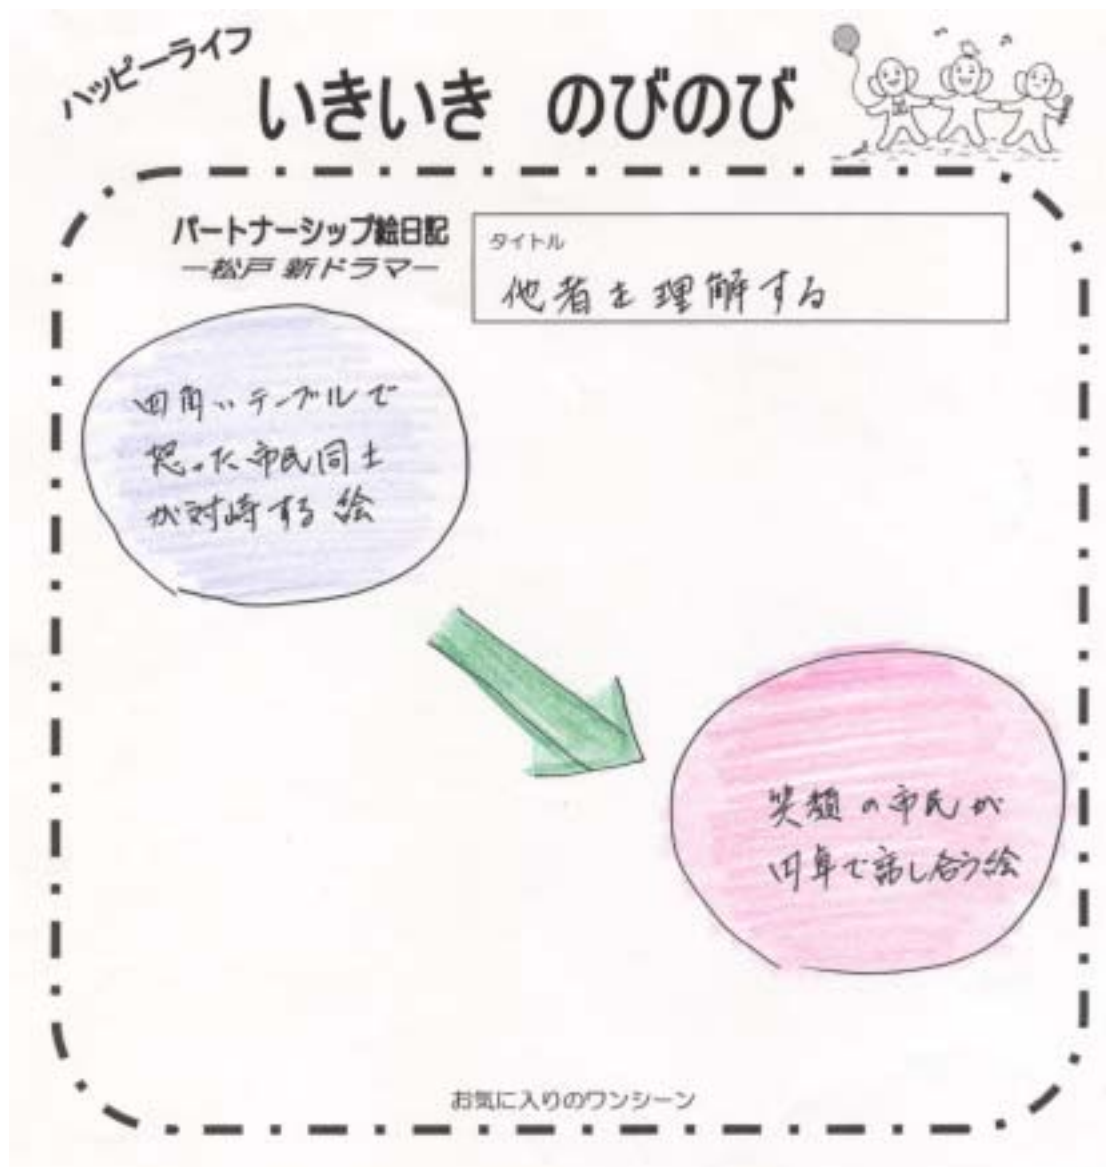 ハッピーライフ
いきいき のびのび
パートナーシップ絵日記
ー松戸 新ドラマー
タイトル
他者を理解する
四角いテーブルで
怒った市民同士
が対峙する絵
笑顔の市民が
円卓で話し合う絵
お気に入りのワンシーン